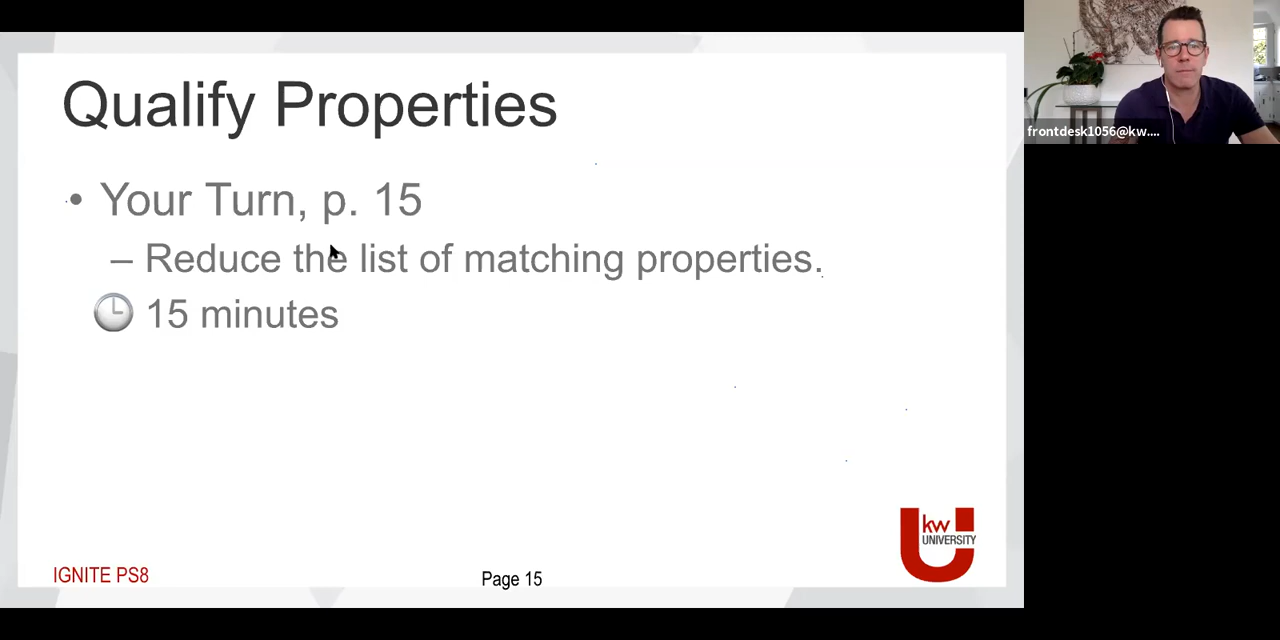 Qualify Properties
• Your Turn, p. 15
– Reduce the list of matching properties.
15 minutes
kw
UNIVERSITY
IGNITE PS8
Page 15
frontdesk1056@kw....